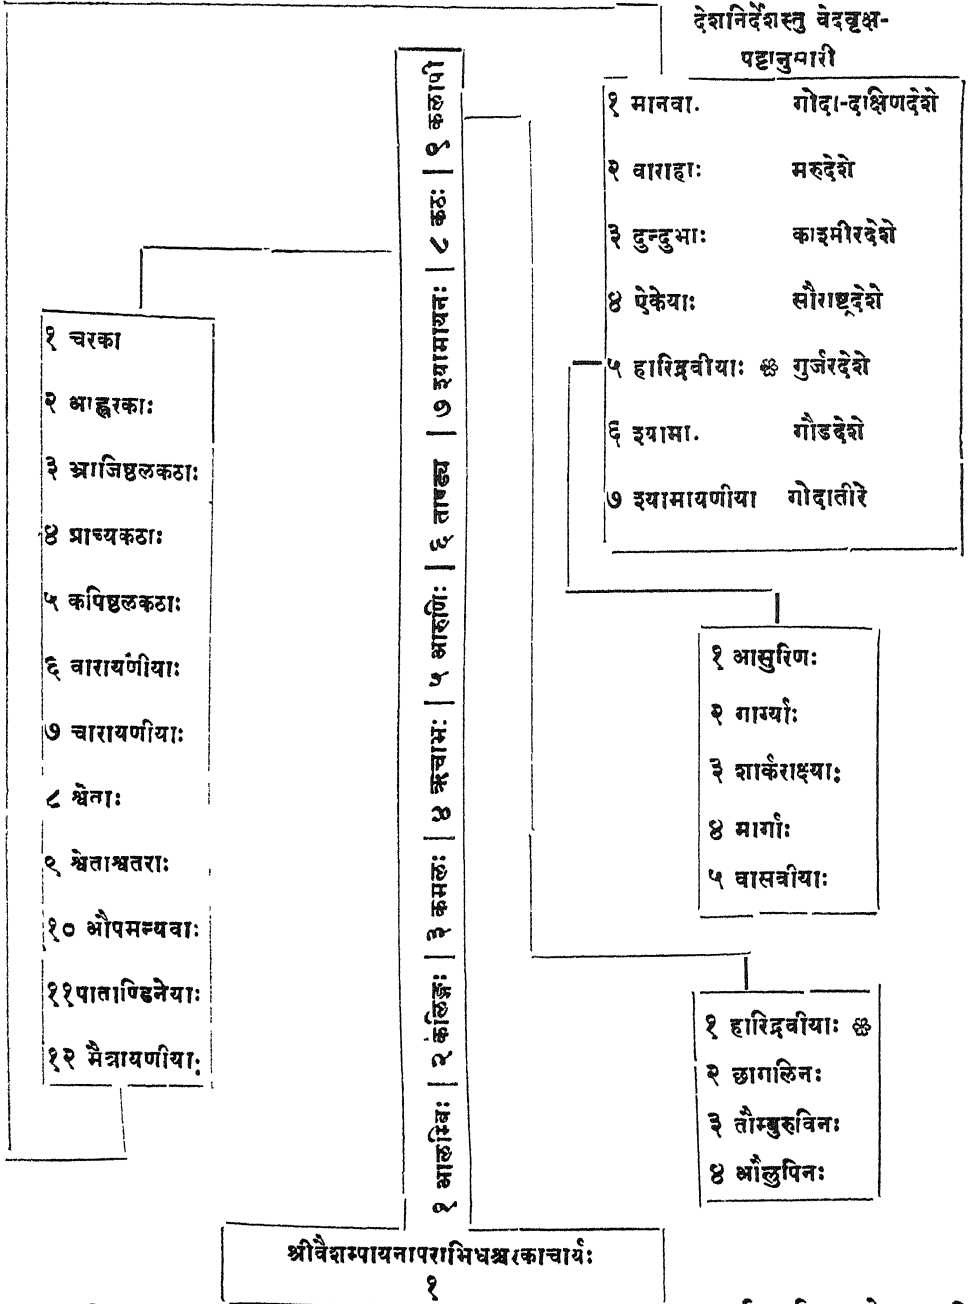 देशनिर्देशस्तु वेदवृक्ष-
पट्टानुसारी
१ मानवा. गोदा-दाक्षिणदेशे
२ वाराहाः मरुदेशे
३ दुन्दुभाः काश्मीरदेशे
४ ऐकेयाः सौराष्ट्रदेशे
५ हारिद्रवीयाः ❀ गुर्जरदेशे
६ श्यामा. गौडदेशे
७ श्यामायणीया गोदातीरे
१ चरका
२ आह्वरकाः
३ भ्राजिष्ठलकठाः
४ प्राच्यकठाः
५ कपिष्ठलकठाः
६ वारायणीयाः
७ चारायणीयाः
८ श्वेताः
९ श्वेताश्वतराः
१० औपमन्यवाः
११ पाताण्डिनेयाः
१२ मैत्रायणीयाः
१ आलम्बिः | २ कलिङ्गः | ३ कमलः | ४ ऋचाभः | ५ आरुणिः | ६ ताण्ड्य | ७ श्यामायनः | ८ कठः | ९ कलापी
१ आसुरिणः
२ गार्ग्याः
३ शार्कराक्ष्याः
४ मार्गाः
५ वासवीयाः
१ हारिद्रवीयाः ❀
२ छागलिनः
३ तौम्बुरुविनः
४ औलुपिनः
श्रीवैशम्पायनापराभिधश्चरकाचार्यः
१